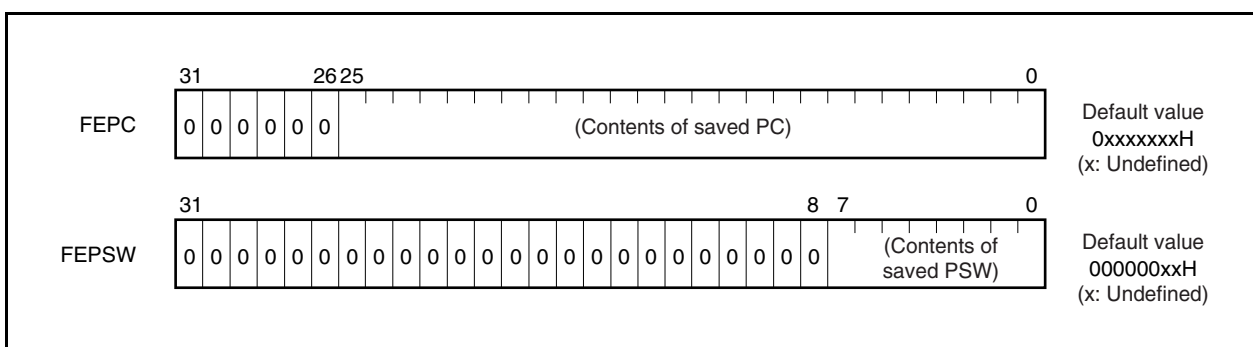 31 26 25 0
FEPC 0 0 0 0 0 0 (Contents of saved PC) Default value
0xxxxxxxH
(x: Undefined)
31 8 7 0
FEPSW 0 0 0 0 0 0 0 0 0 0 0 0 0 0 0 0 0 0 0 0 0 0 0 0 (Contents of
saved PSW) Default value
000000xxH
(x: Undefined)